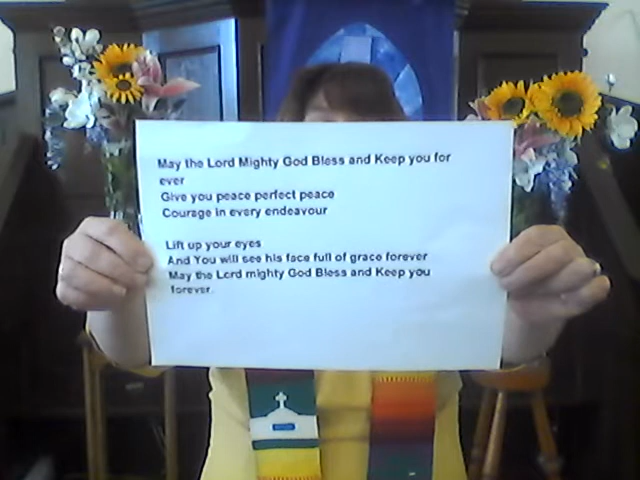 May the Lord Mighty God Bless and Keep you for
ever
Give you peace perfect peace
Courage in every endeavour
Lift up your eyes
And You will see his face full of grace forever
May the Lord mighty God Bless and Keep you
forever.